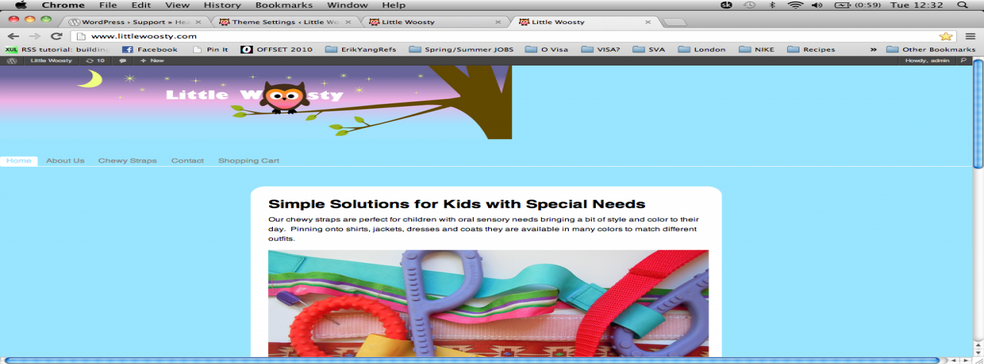 Chrome File Edit View History Bookmarks Window Help (0:59) Tue 12:32
WordPress › Support » He
Theme Settings ‹ Little W
Little Woosty
Little Woosty
www.littlewoosty.com
XUL RSS tutorial: buildin Facebook Pin It OFFSET 2010 ErikYangRefs Spring/Summer JOBS O Visa VISA? SVA London NIKE Recipes » Other Bookmarks
Little Woosty 10 + New Howdy, admin
Little W sty
Home About Us Chewy Straps Contact Shopping Cart
Simple Solutions for Kids with Special Needs
Our chewy straps are perfect for children with oral sensory needs bringing a bit of style and color to their
day. Pinning onto shirts, jackets, dresses and coats they are available in many colors to match different
outfits.